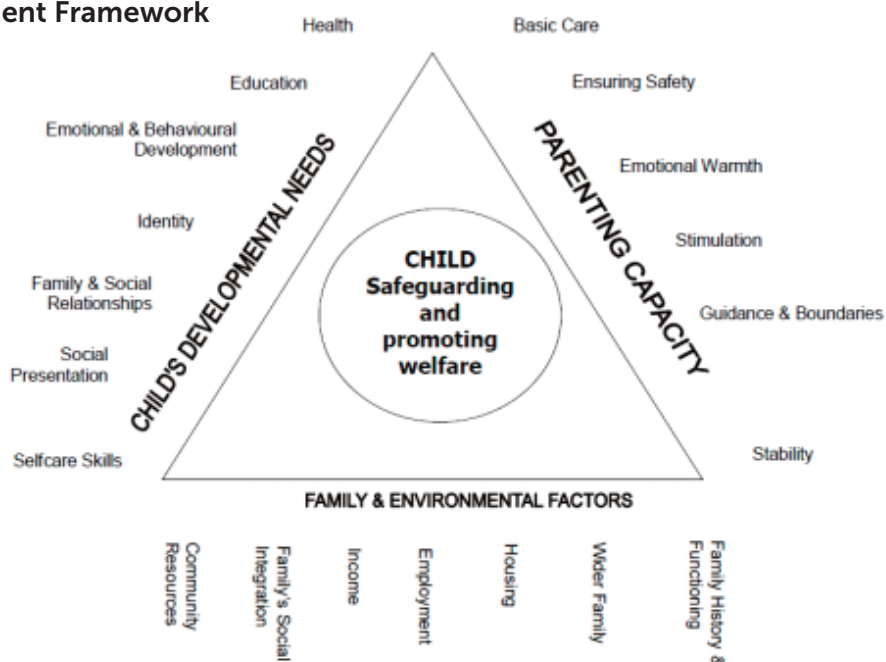 ent Framework
Health
Basic Care
Education
Ensuring Safety
Emotional & Behavioural
Development
Emotional Warmth
Identity
Stimulation
Family & Social
Relationships
Guidance & Boundaries
Social
Presentation
Selfcare Skills
Stability
CHILD'S DEVELOPMENTAL NEEDS
PARENTING CAPACITY
CHILD
Safeguarding
and
promoting
welfare
FAMILY & ENVIRONMENTAL FACTORS
Community
Resources
Family's Social
Integration
Income
Employment
Housing
Wider Family
Family History &
Functioning